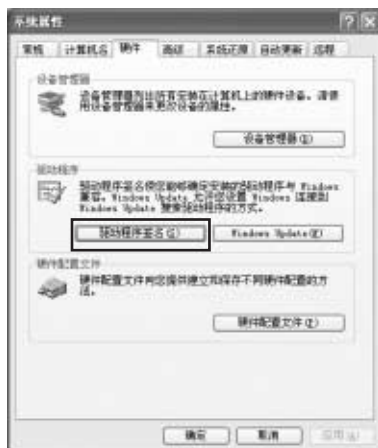 系统属性
常规 计算机名 硬件 高级 系统还原 自动更新 远程
设备管理器
设备管理器列出所有安装在计算机上的硬件设备。请使
用设备管理器来更改设备的属性。
设备管理器(D)
驱动程序
驱动程序签名使您能够确定安装的驱动程序与 Windows
兼容。Windows Update 允许您设置 Windows 连接到
Windows Update 搜索驱动程序的方式。
驱动程序签名(S) Windows Update(W)
硬件配置文件
硬件配置文件向您提供建立和保存不同硬件配置的方
法。
硬件配置文件(P)
确定 取消 应用(A)